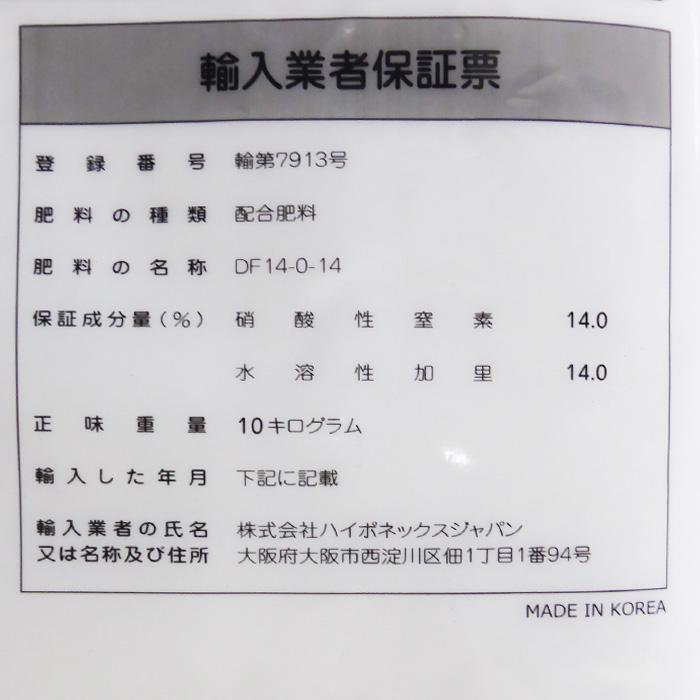 輸入業者保証票
登録番号 輸第7913号
肥料の種類 配合肥料
肥料の名称 DF14-0-14
保証成分量(%) 硝酸性窒素 14.0
水溶性加里 14.0
正味重量 10キログラム
輸入した年月 下記に記載
輸入業者の氏名 株式会社ハイポネックスジャパン
又は名称及び住所 大阪府大阪市西淀川区佃1丁目1番94号
MADE IN KOREA